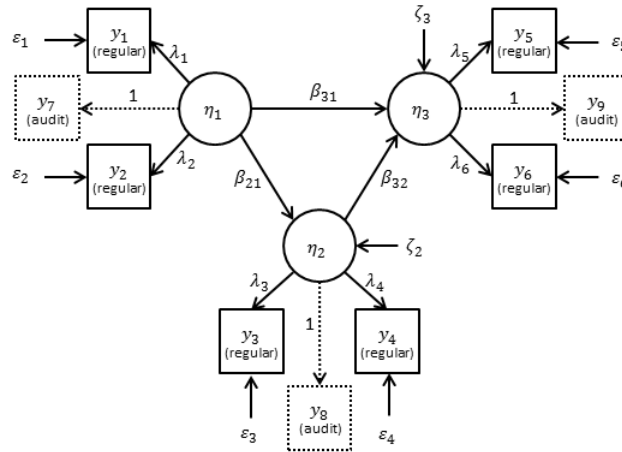 ζ₃
ε₁
y₁
(regular)
λ₁
λ₅
y₅
(regular)
y₇
(audit)
1
η₁
β₃₁
η₃
1
y₉
(audit)
ε₂
y₂
(regular)
λ₂
β₂₁
β₃₂
λ₆
y₆
(regular)
η₂
ζ₂
λ₃
λ₄
1
y₃
(regular)
y₄
(regular)
y₈
(audit)
ε₃
ε₄